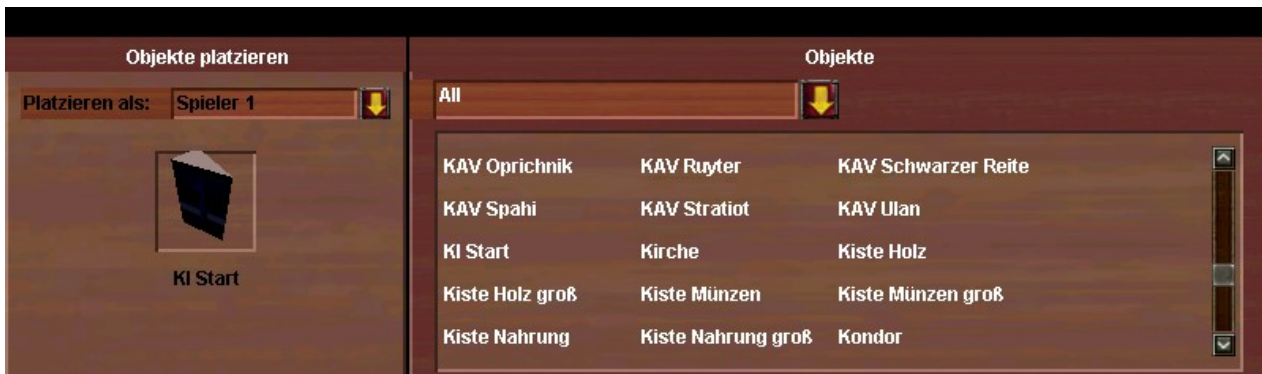 Objekte platzieren
Platzieren als: Spieler 1
KI Start
Objekte
All
KAV Oprichnik KAV Ruyter KAV Schwarzer Reite
KAV Spahi KAV Stratiot KAV Ulan
KI Start Kirche Kiste Holz
Kiste Holz groß Kiste Münzen Kiste Münzen groß
Kiste Nahrung Kiste Nahrung groß Kondor